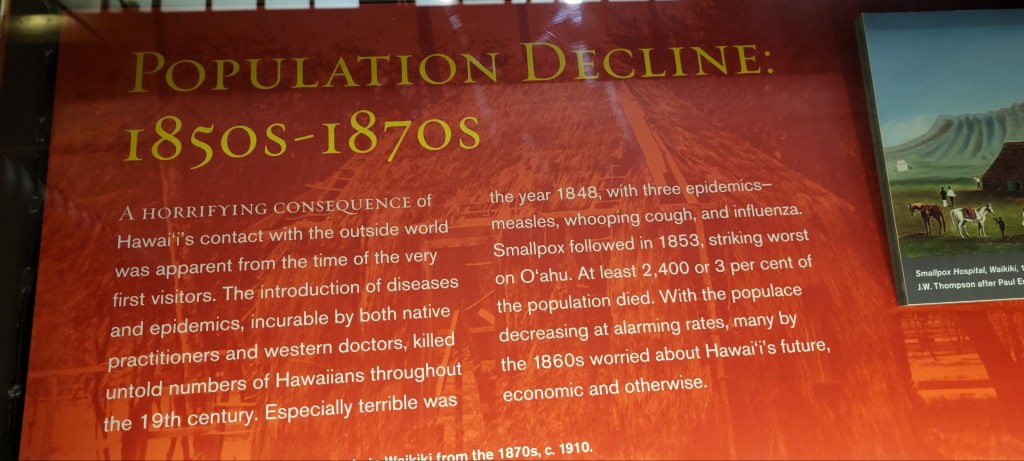 Population Decline:
1850s-1870s
A horrifying consequence of
Hawai‘i’s contact with the outside world
was apparent from the time of the very
first visitors. The introduction of diseases
and epidemics, incurable by both native
practitioners and western doctors, killed
untold numbers of Hawaiians throughout
the 19th century. Especially terrible was
the year 1848, with three epidemics–
measles, whooping cough, and influenza.
Smallpox followed in 1853, striking worst
on O‘ahu. At least 2,400 or 3 per cent of
the population died. With the populace
decreasing at alarming rates, many by
the 1860s worried about Hawai‘i’s future,
economic and otherwise.
Waikiki from the 1870s, c. 1910.
Smallpox Hospital, Waikiki,
J.W. Thompson after Paul